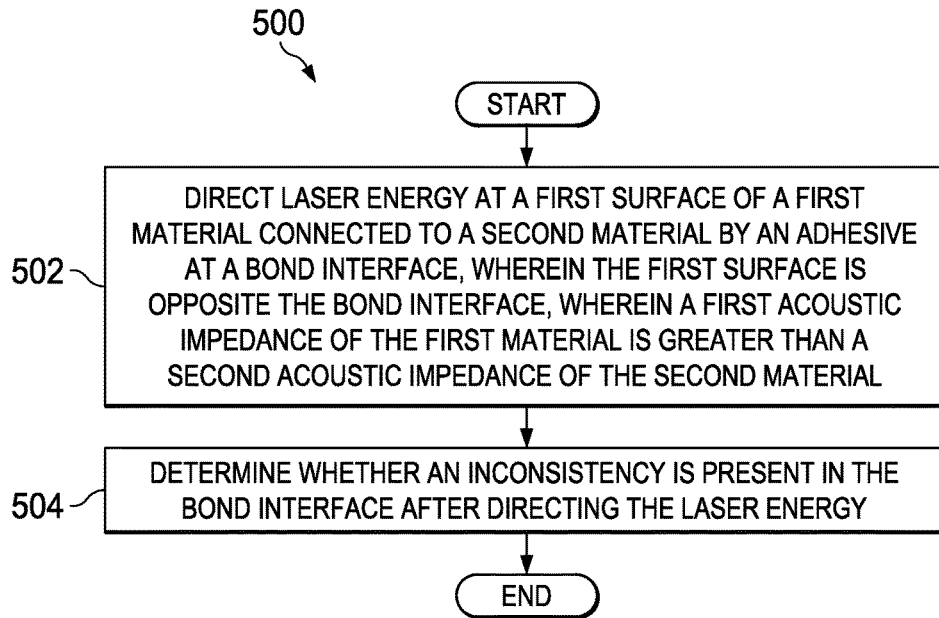 500
START
502
DIRECT LASER ENERGY AT A FIRST SURFACE OF A FIRST
MATERIAL CONNECTED TO A SECOND MATERIAL BY AN ADHESIVE
AT A BOND INTERFACE, WHEREIN THE FIRST SURFACE IS
OPPOSITE THE BOND INTERFACE, WHEREIN A FIRST ACOUSTIC
IMPEDANCE OF THE FIRST MATERIAL IS GREATER THAN A
SECOND ACOUSTIC IMPEDANCE OF THE SECOND MATERIAL
504
DETERMINE WHETHER AN INCONSISTENCY IS PRESENT IN THE
BOND INTERFACE AFTER DIRECTING THE LASER ENERGY
END